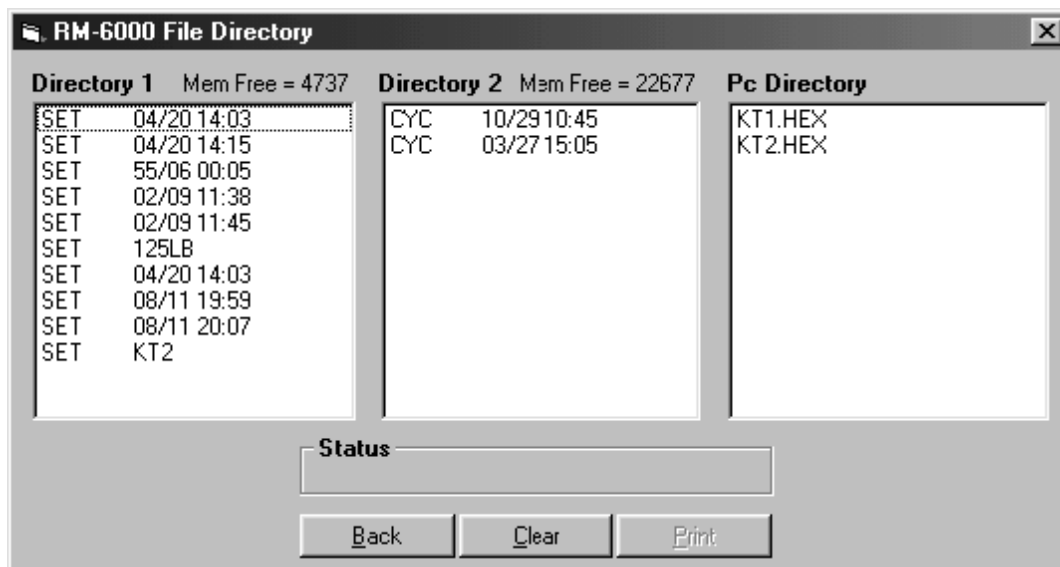 RM-6000 File Directory
Directory 1 Mem Free = 4737
SET 04/20 14:03
SET 04/20 14:15
SET 55/06 00:05
SET 02/09 11:38
SET 02/09 11:45
SET 125LB
SET 04/20 14:03
SET 08/11 19:59
SET 08/11 20:07
SET KT2
Directory 2 Mem Free = 22677
CYC 10/29 10:45
CYC 03/27 15:05
Pc Directory
KT1.HEX
KT2.HEX
Status
Back Clear Print